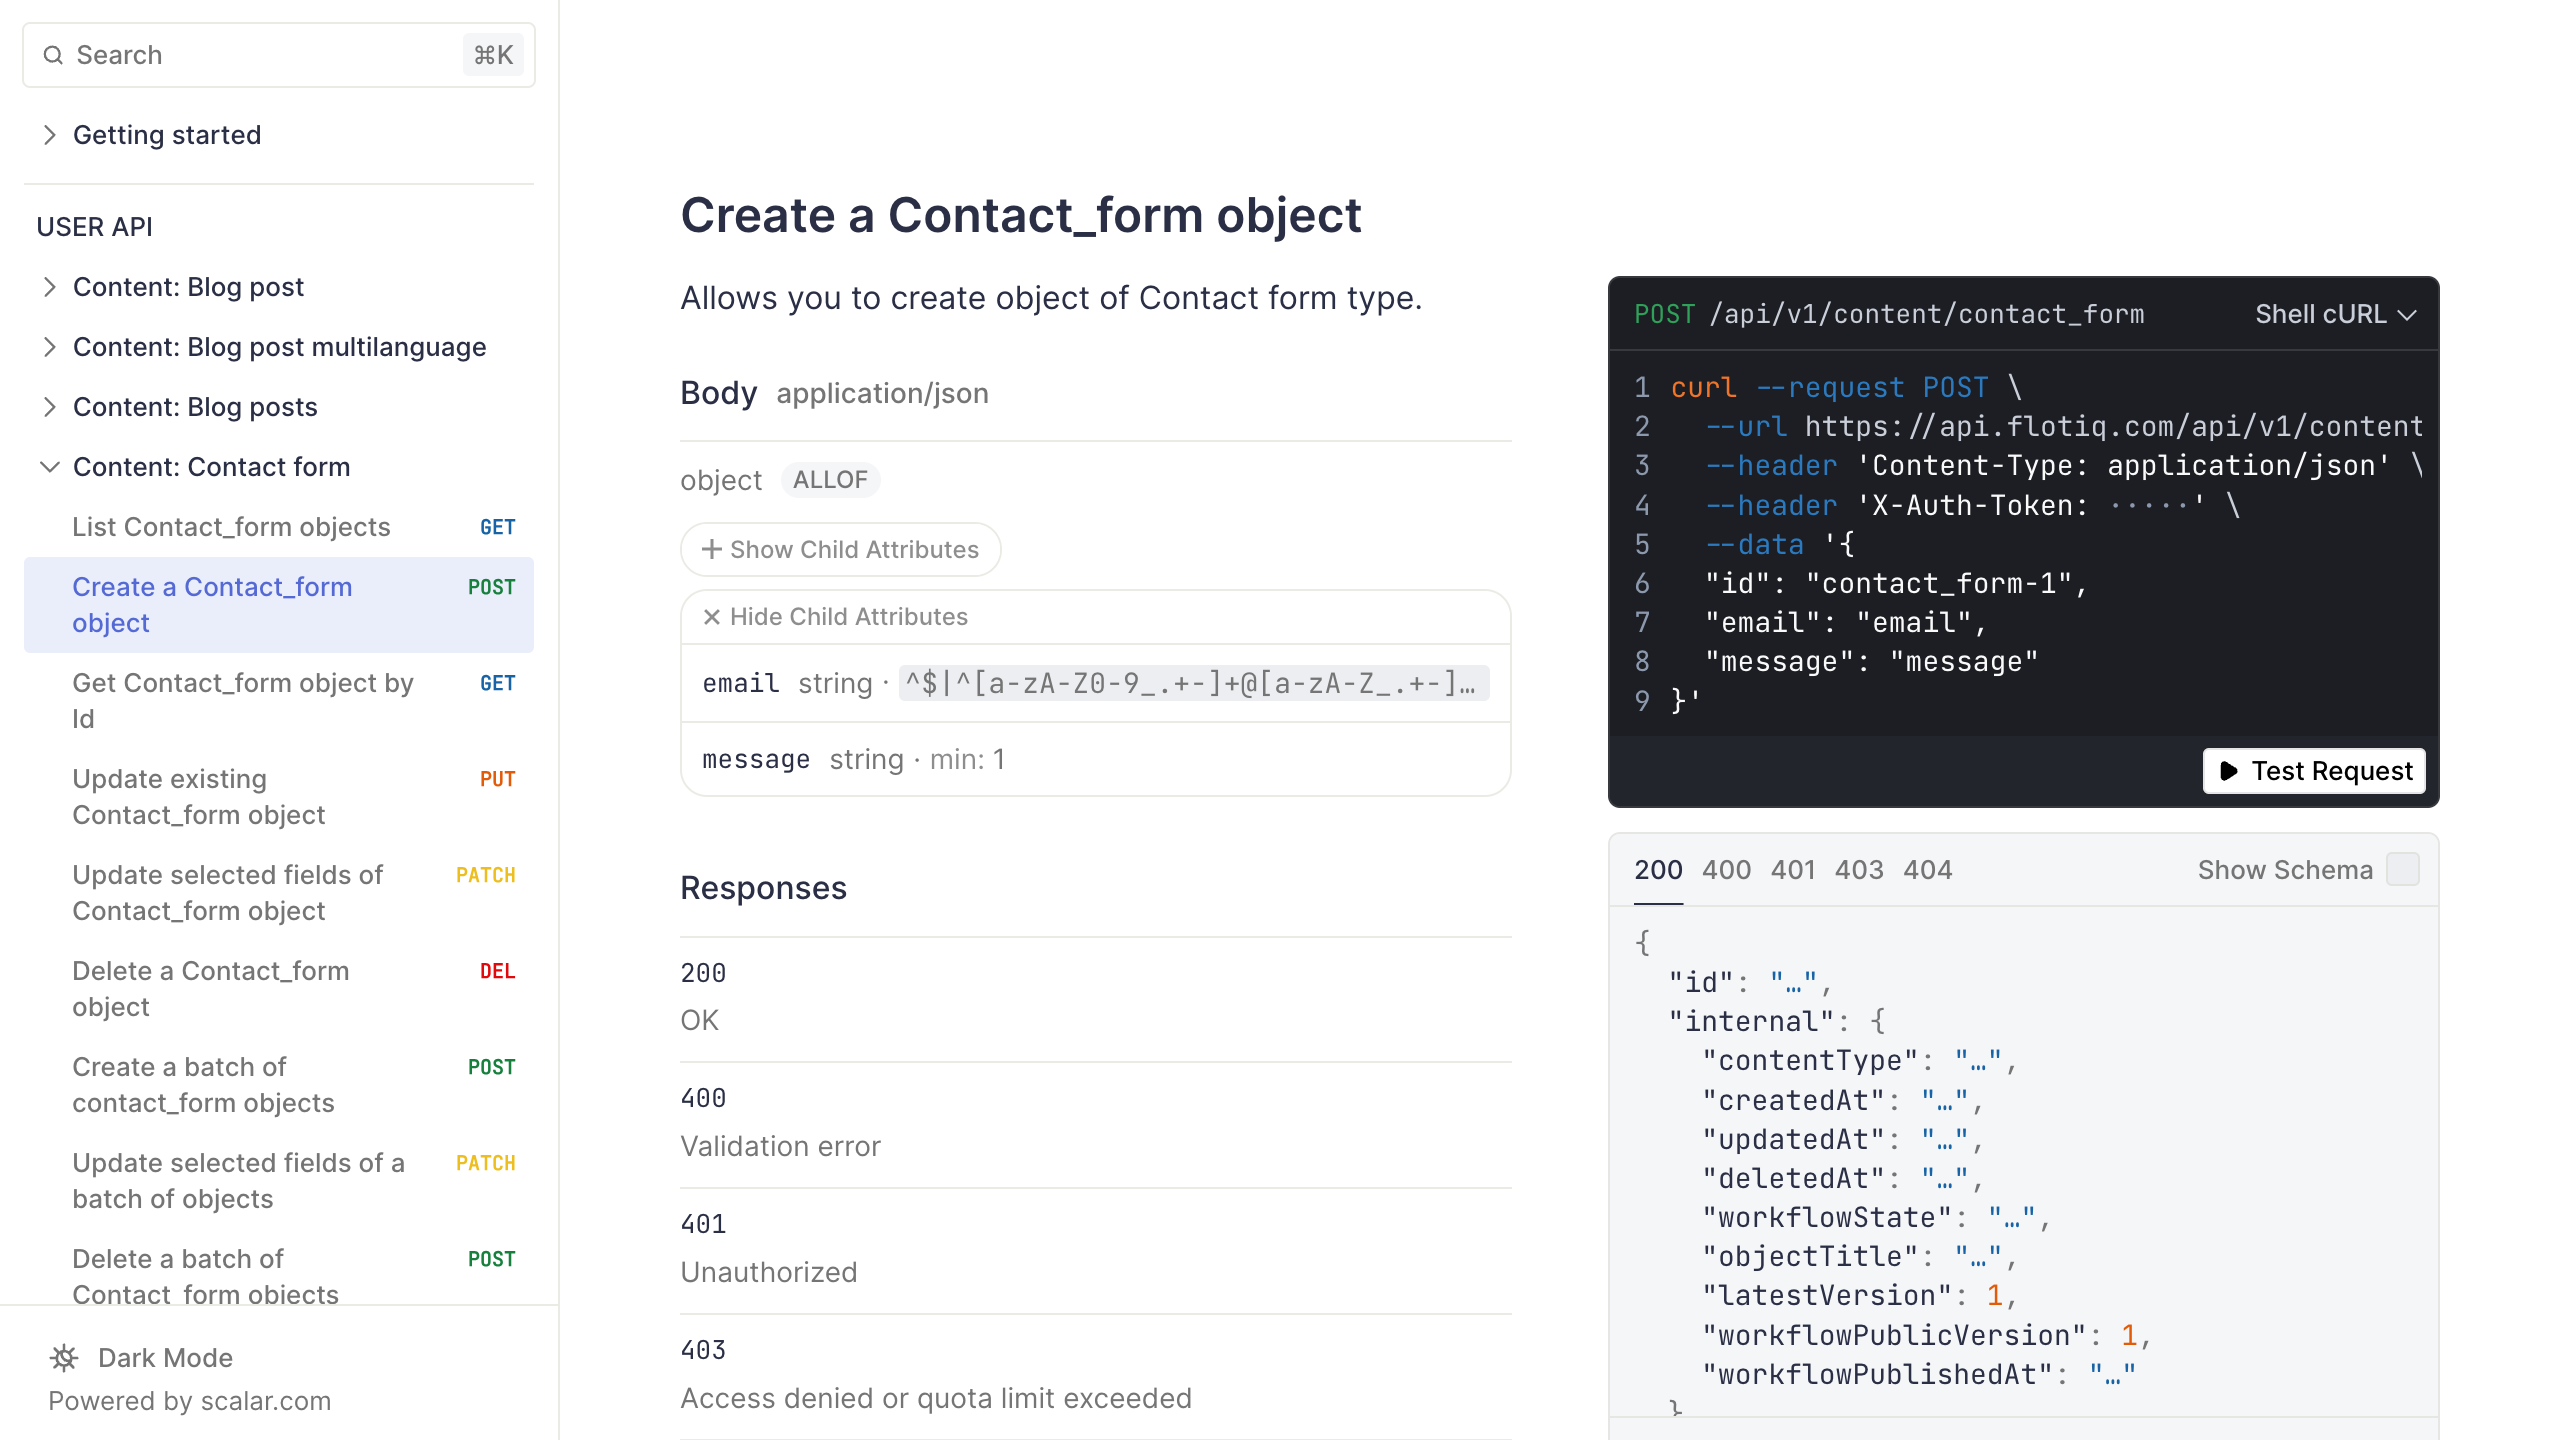 Search ⌘K
Getting started
USER API
Content: Blog post
Content: Blog post multilanguage
Content: Blog posts
Content: Contact form
List Contact_form objects GET
Create a Contact_form POST
object
Get Contact_form object by GET
Id
Update existing PUT
Contact_form object
Update selected fields of PATCH
Contact_form object
Delete a Contact_form DEL
object
Create a batch of POST
contact_form objects
Update selected fields of a PATCH
batch of objects
Delete a batch of POST
Contact_form objects
Dark Mode
Powered by scalar.com
Create a Contact_form object
Allows you to create object of Contact form type.
Body application/json
object ALLOF
Show Child Attributes
Hide Child Attributes
email string · ^$|^[a-zA-Z0-9_.+-]+@[a-zA-Z_.+-]…
message string · min: 1
Responses
200
OK
400
Validation error
401
Unauthorized
403
Access denied or quota limit exceeded
POST /api/v1/content/contact_form Shell cURL
1 curl --request POST \
2 --url https://api.flotiq.com/api/v1/content
3 --header 'Content-Type: application/json' \
4 --header 'X-Auth-Token: ·····' \
5 --data '{
6 "id": "contact_form-1",
7 "email": "email",
8 "message": "message"
9 }'
Test Request
200 400 401 403 404 Show Schema
{
"id": "…",
"internal": {
"contentType": "…",
"createdAt": "…",
"updatedAt": "…",
"deletedAt": "…",
"workflowState": "…",
"objectTitle": "…",
"latestVersion": 1,
"workflowPublicVersion": 1,
"workflowPublishedAt": "…"
}